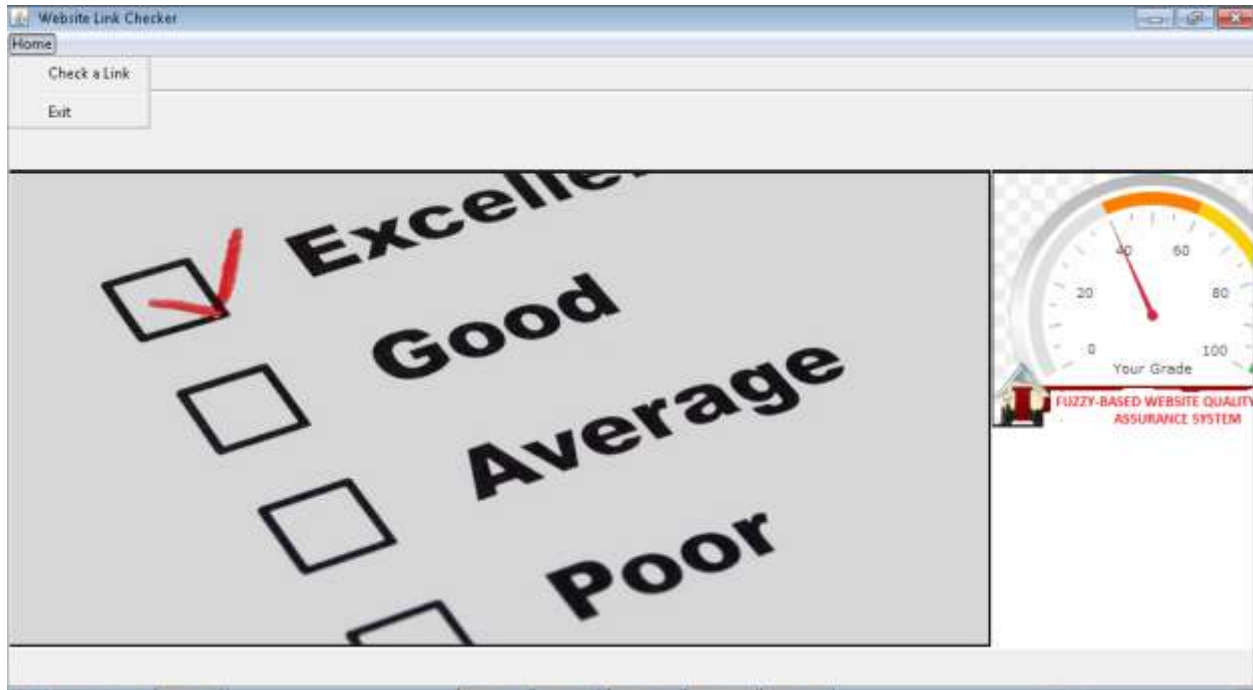 Website Link Checker
Home
Check a Link
Exit
Excellen
Good
Average
Poor
40 60
20 80
0 100
Your Grade
FUZZY-BASED WEBSITE QUALITY
ASSURANCE SYSTEM